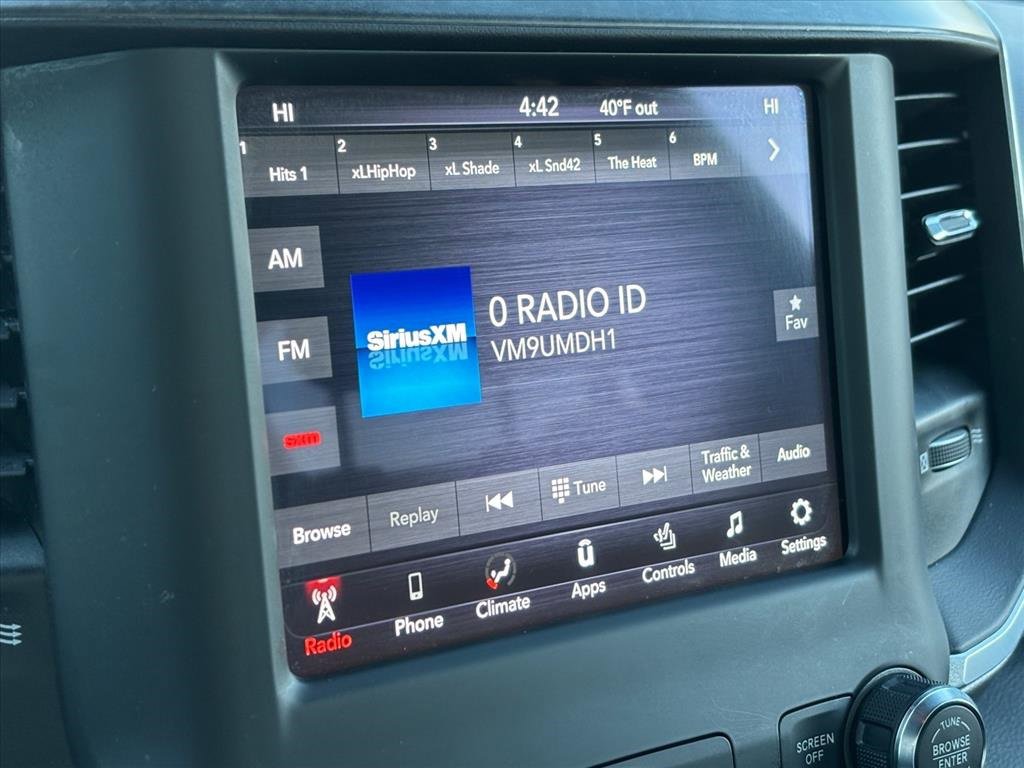 HI 4:42 40°F out HI
1 Hits 1
2 xLHipHop
3 xL Shade
4 xL Snd42
5 The Heat
6 BPM
AM
FM
sxm
SiriusXM
0 RADIO ID
VM9UMDH1
Fav
Browse
Replay
Tune
Traffic &
Weather
Audio
Radio
Phone
Climate
Apps
Controls
Media
Settings
SCREEN
OFF
TUNE
BROWSE
ENTER